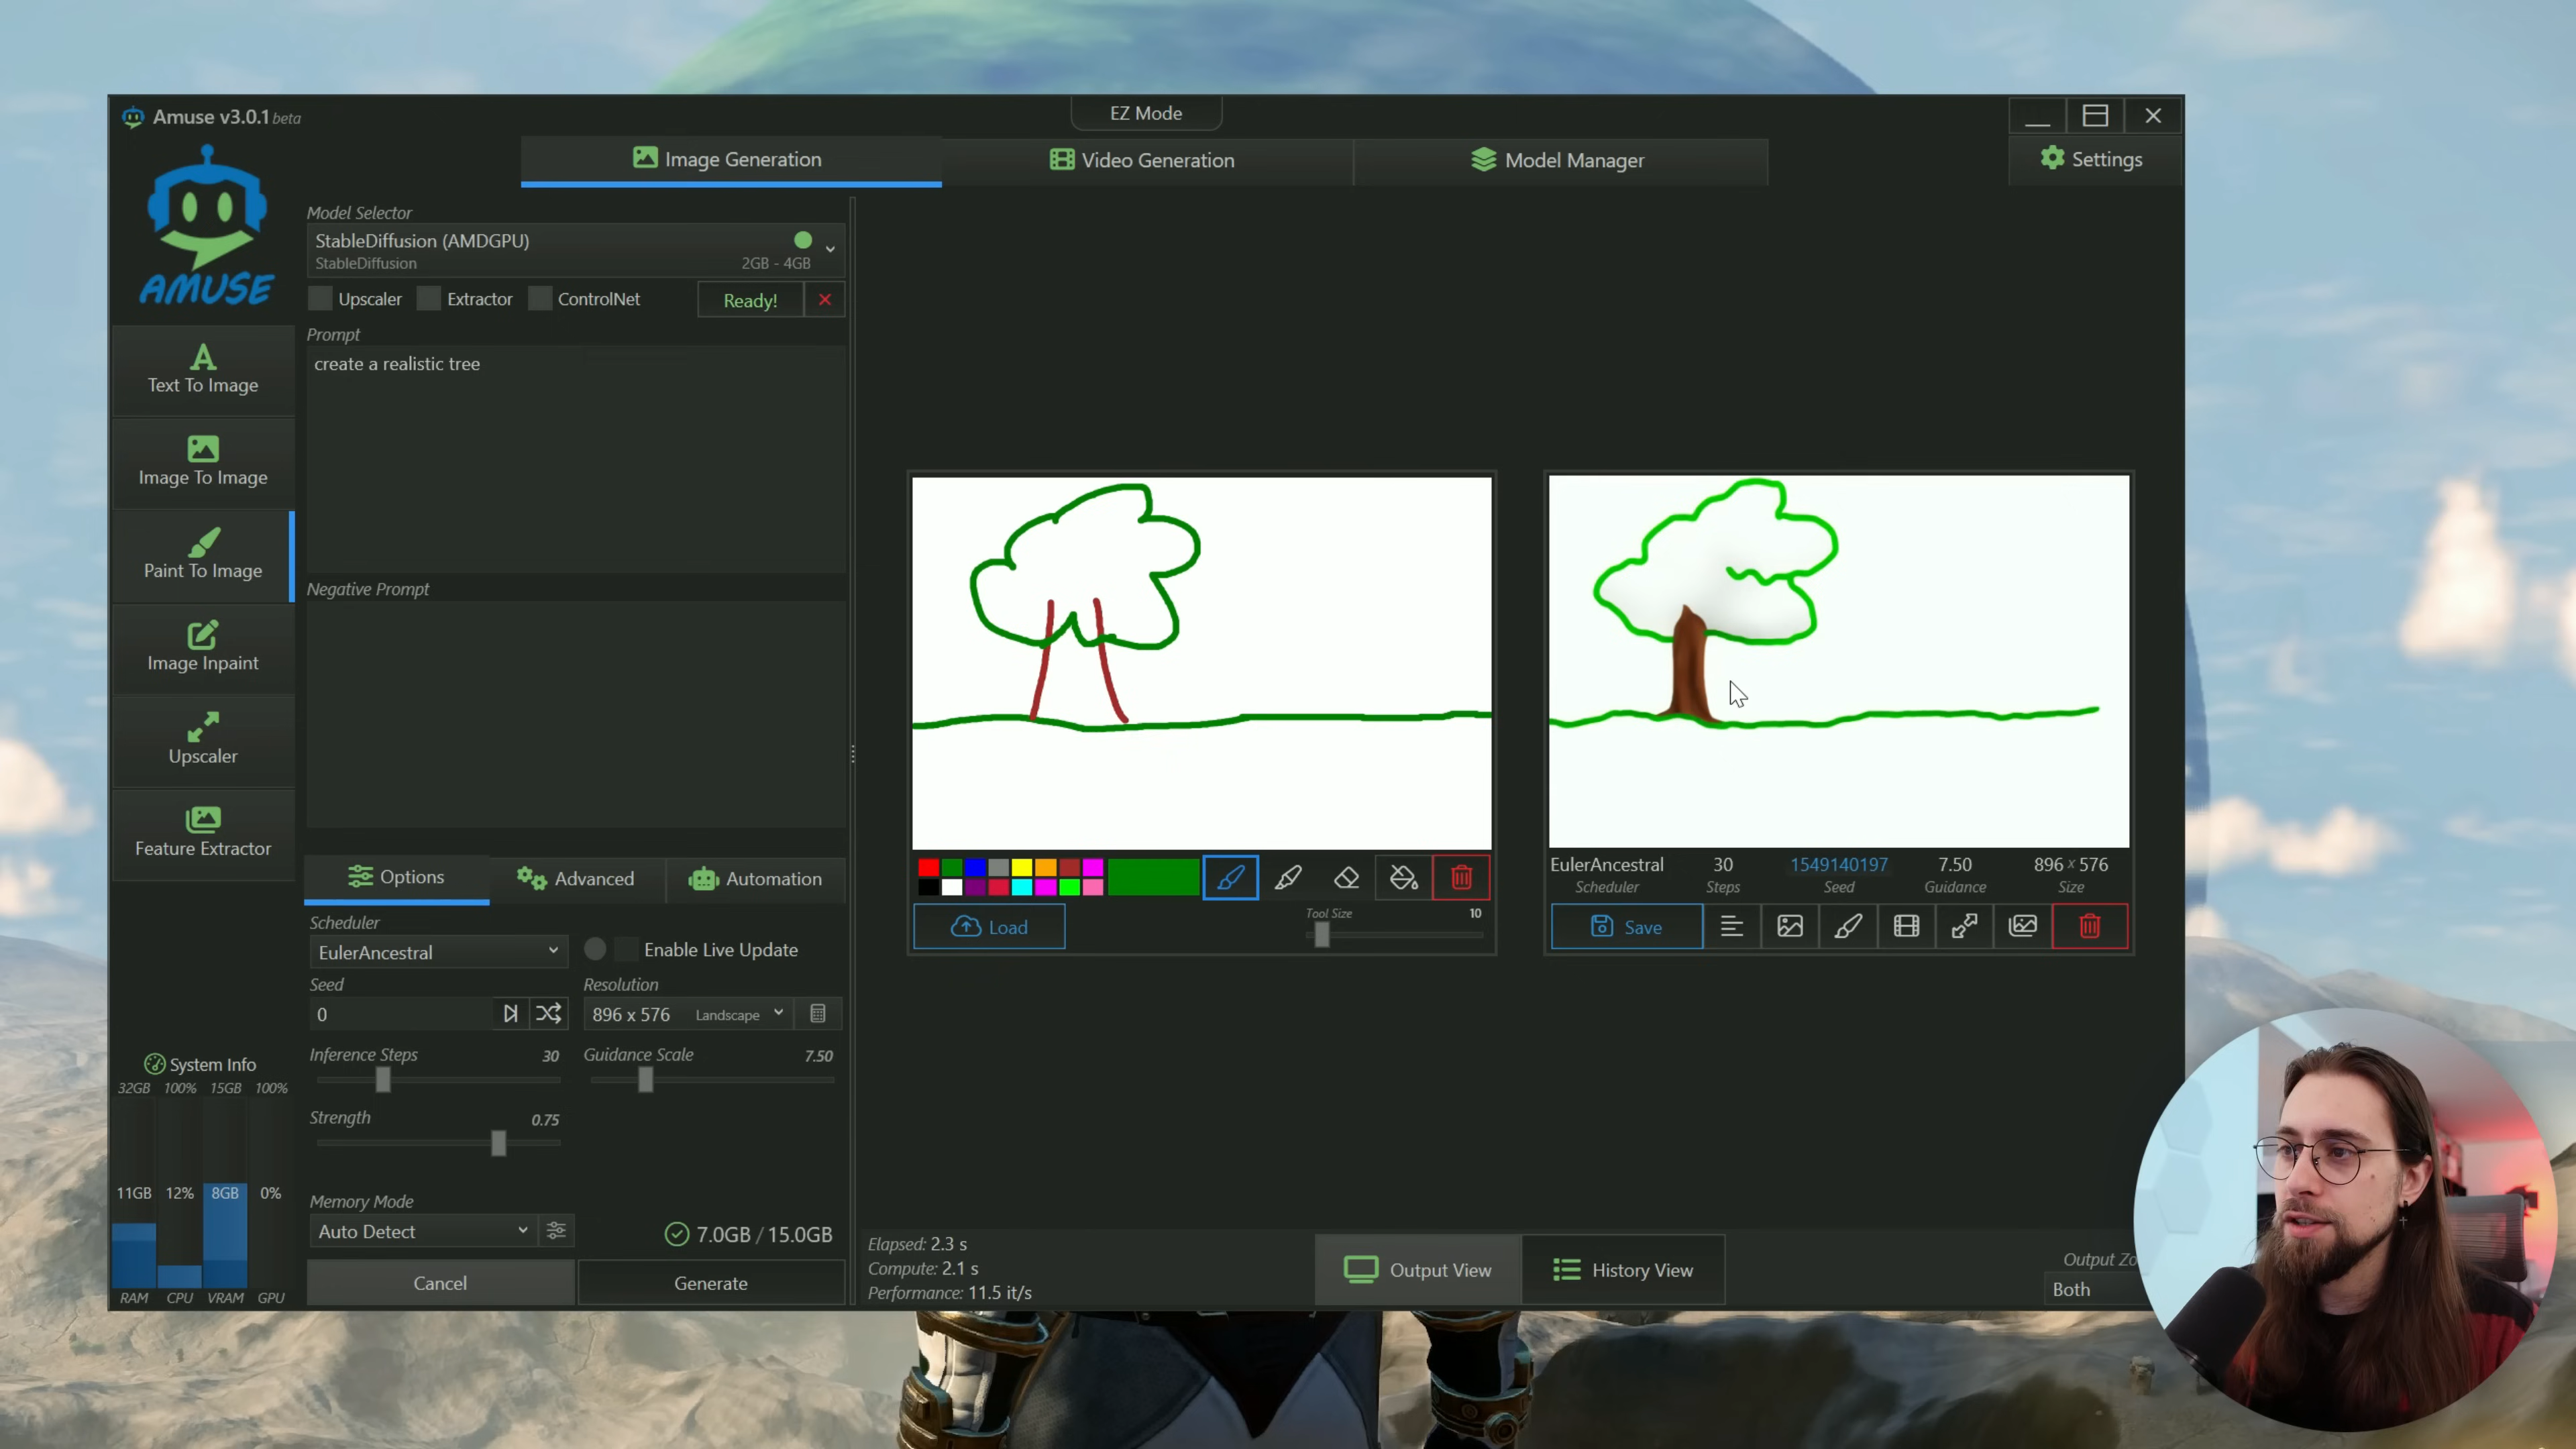 Amuse v3.0.1 beta
EZ Mode
Image Generation
Video Generation
Model Manager
Settings
AMUSE
Text To Image
Image To Image
Paint To Image
Image Inpaint
Upscaler
Feature Extractor
System Info
32GB 100% 15GB 100%
11GB 12% 8GB 0%
RAM CPU VRAM GPU
Model Selector
StableDiffusion (AMDGPU)
StableDiffusion 2GB - 4GB
Upscaler Extractor ControlNet Ready!
Prompt
create a realistic tree
Negative Prompt
Options Advanced Automation
Scheduler
EulerAncestral Enable Live Update
Seed Resolution
0 896 x 576 Landscape
Inference Steps 30 Guidance Scale 7.50
Strength 0.75
Memory Mode
Auto Detect 7.0GB / 15.0GB
Cancel Generate
Load
Tool Size 10
EulerAncestral 30 1549140197 7.50 896 x 576
Scheduler Steps Seed Guidance Size
Save
Elapsed: 2.3 s
Compute: 2.1 s
Performance: 11.5 it/s
Output View History View
Output Zo
Both